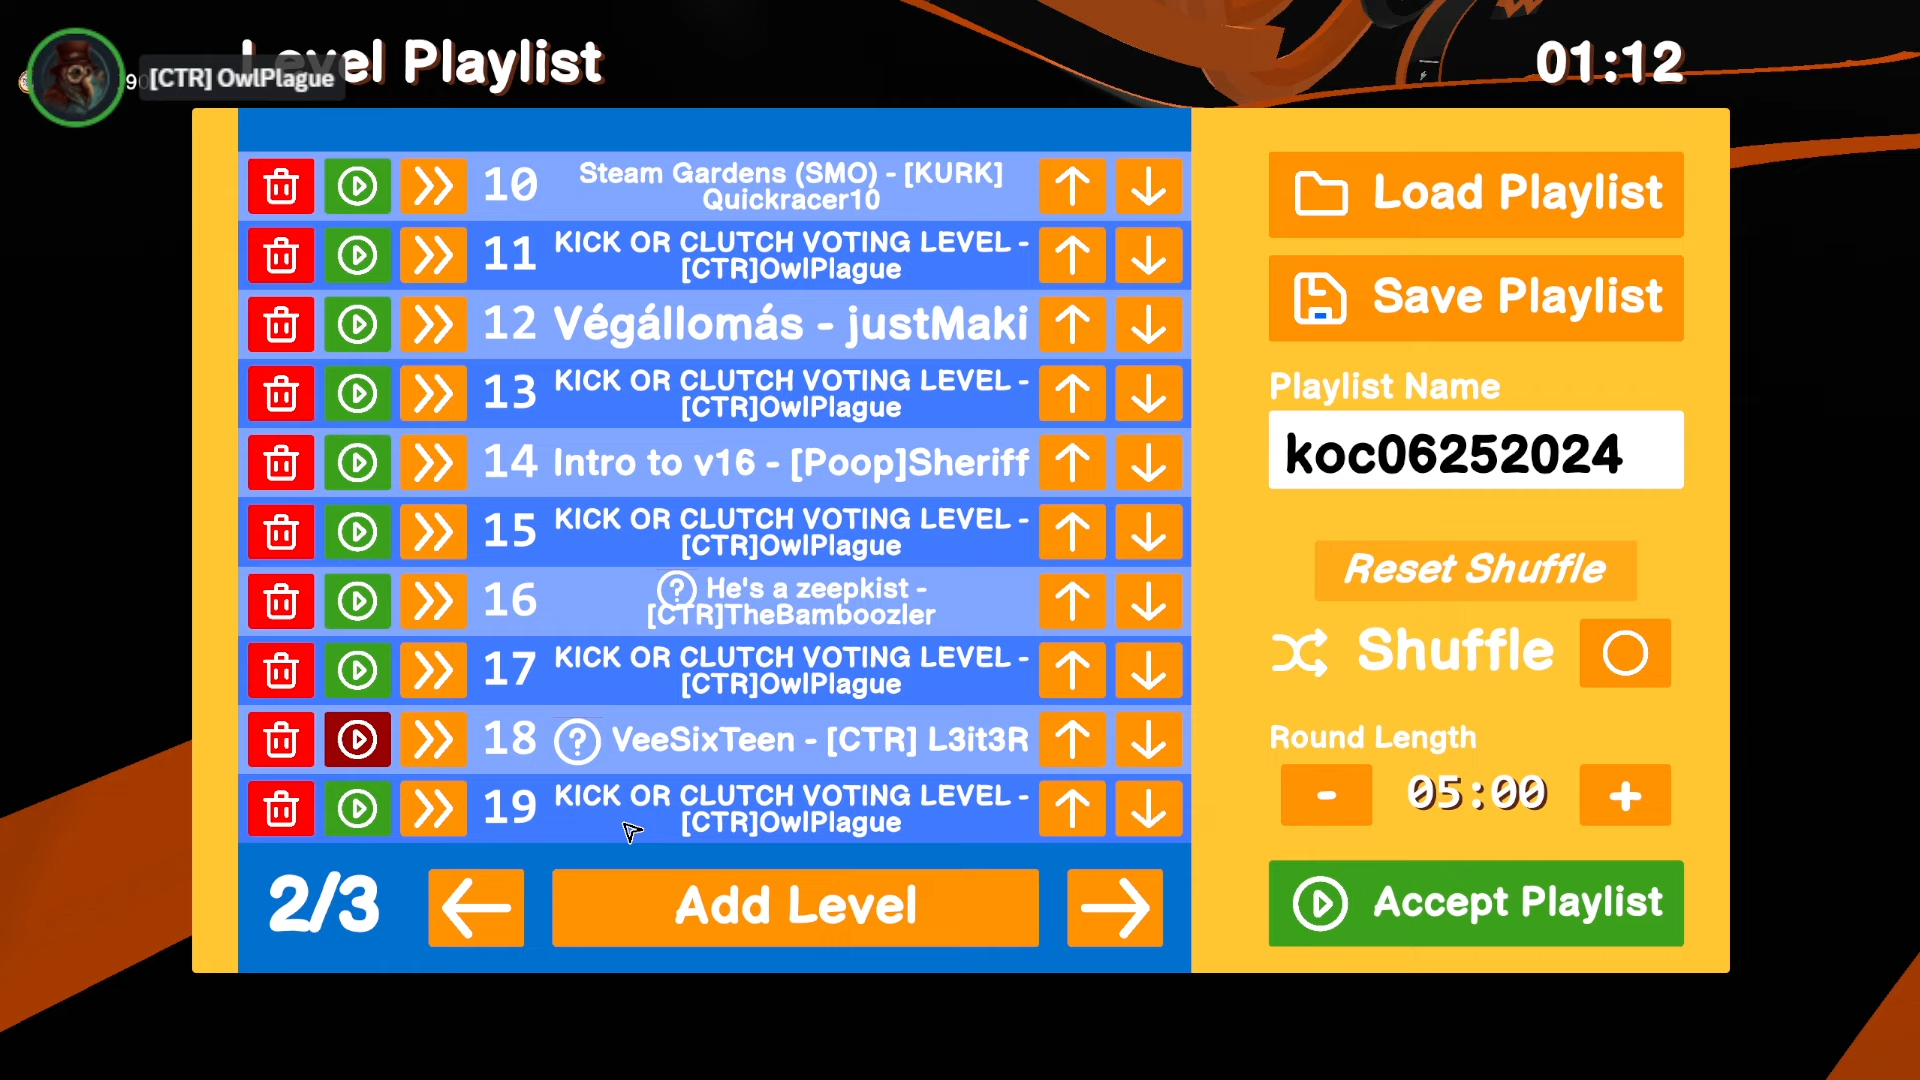 Level Playlist
[CTR] OwlPlague
01:12
10 Steam Gardens (SMO) - [KURK]
Quickracer10
11 KICK OR CLUTCH VOTING LEVEL -
[CTR]OwlPlague
12 Végállomás - justMaki
13 KICK OR CLUTCH VOTING LEVEL -
[CTR]OwlPlague
14 Intro to v16 - [Poop]Sheriff
15 KICK OR CLUTCH VOTING LEVEL -
[CTR]OwlPlague
16 He's a zeepkist -
[CTR]TheBamboozler
17 KICK OR CLUTCH VOTING LEVEL -
[CTR]OwlPlague
18 VeeSixTeen - [CTR] L3it3R
19 KICK OR CLUTCH VOTING LEVEL -
[CTR]OwlPlague
2/3
Add Level
Load Playlist
Save Playlist
Playlist Name
koc06252024
Reset Shuffle
Shuffle
Round Length
- 05:00 +
Accept Playlist